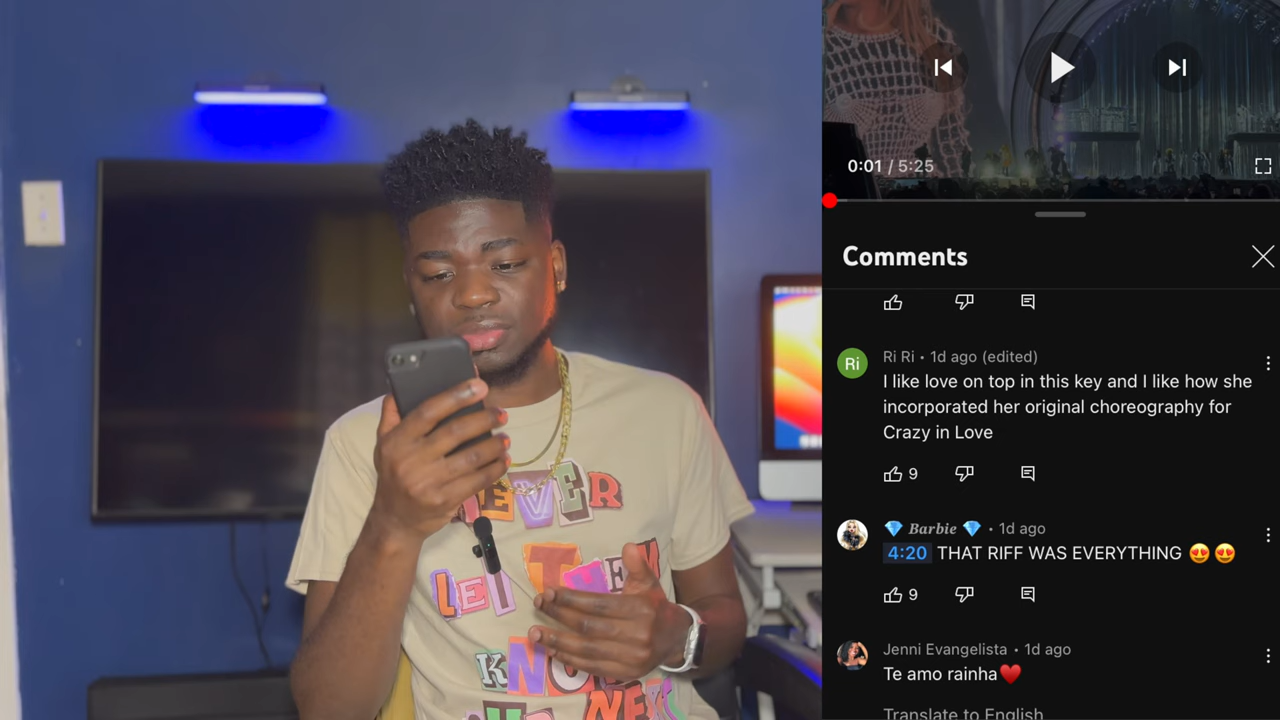 NEVER
LET THEM
KNOW
0:01 / 5:25
Comments
Ri
Ri Ri • 1d ago (edited)
I like love on top in this key and I like how she
incorporated her original choreography for
Crazy in Love
9
💎 Barbie 💎 • 1d ago
4:20 THAT RIFF WAS EVERYTHING 😍😍
9
Jenni Evangelista • 1d ago
Te amo rainha♥️
Translate to English